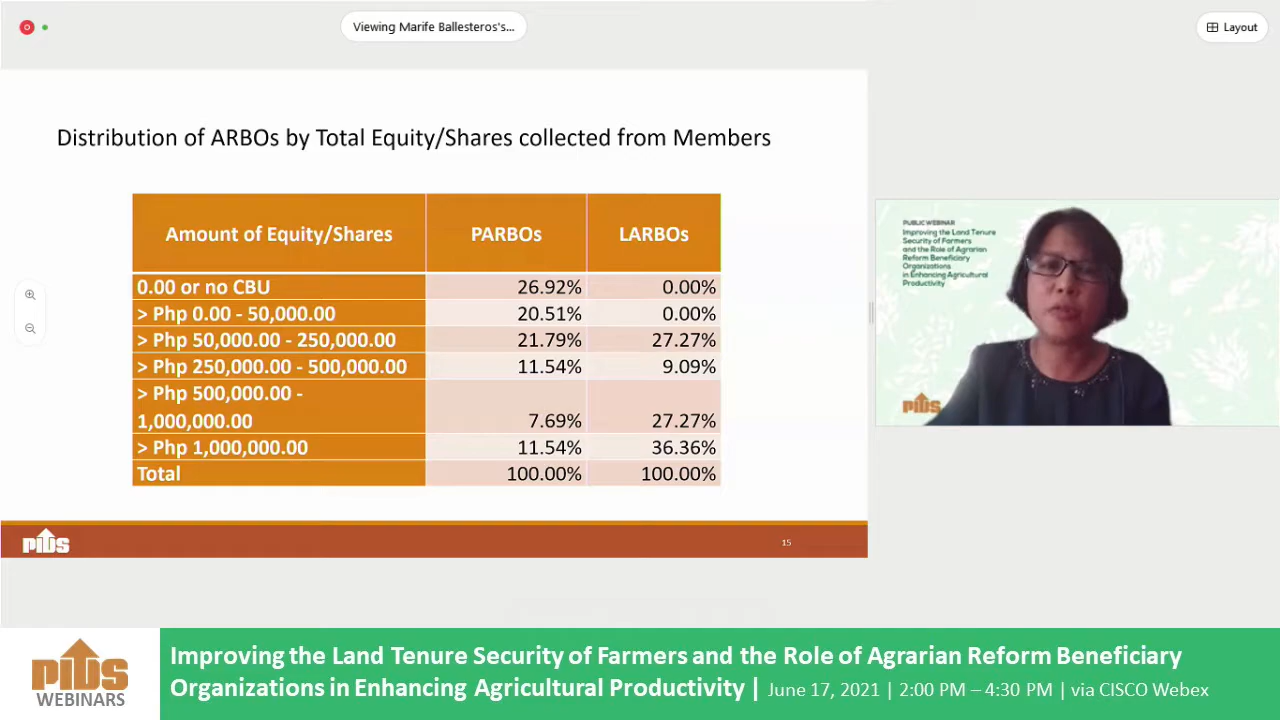 Viewing Marife Ballesteros's...
Layout
Distribution of ARBOs by Total Equity/Shares collected from Members
Amount of Equity/Shares PARBOs LARBOs
0.00 or no CBU 26.92% 0.00%
> Php 0.00 - 50,000.00 20.51% 0.00%
> Php 50,000.00 - 250,000.00 21.79% 27.27%
> Php 250,000.00 - 500,000.00 11.54% 9.09%
> Php 500,000.00 -
1,000,000.00 7.69% 27.27%
> Php 1,000,000.00 11.54% 36.36%
Total 100.00% 100.00%
PUBLIC WEBINAR
Improving the Land Tenure
Security of Farmers
and the Role of Agrarian
Reform Beneficiary
Organizations
in Enhancing Agricultural
Productivity
PIDS
PIDS
15
PIDS
WEBINARS
Improving the Land Tenure Security of Farmers and the Role of Agrarian Reform Beneficiary
Organizations in Enhancing Agricultural Productivity | June 17, 2021 | 2:00 PM – 4:30 PM | via CISCO Webex